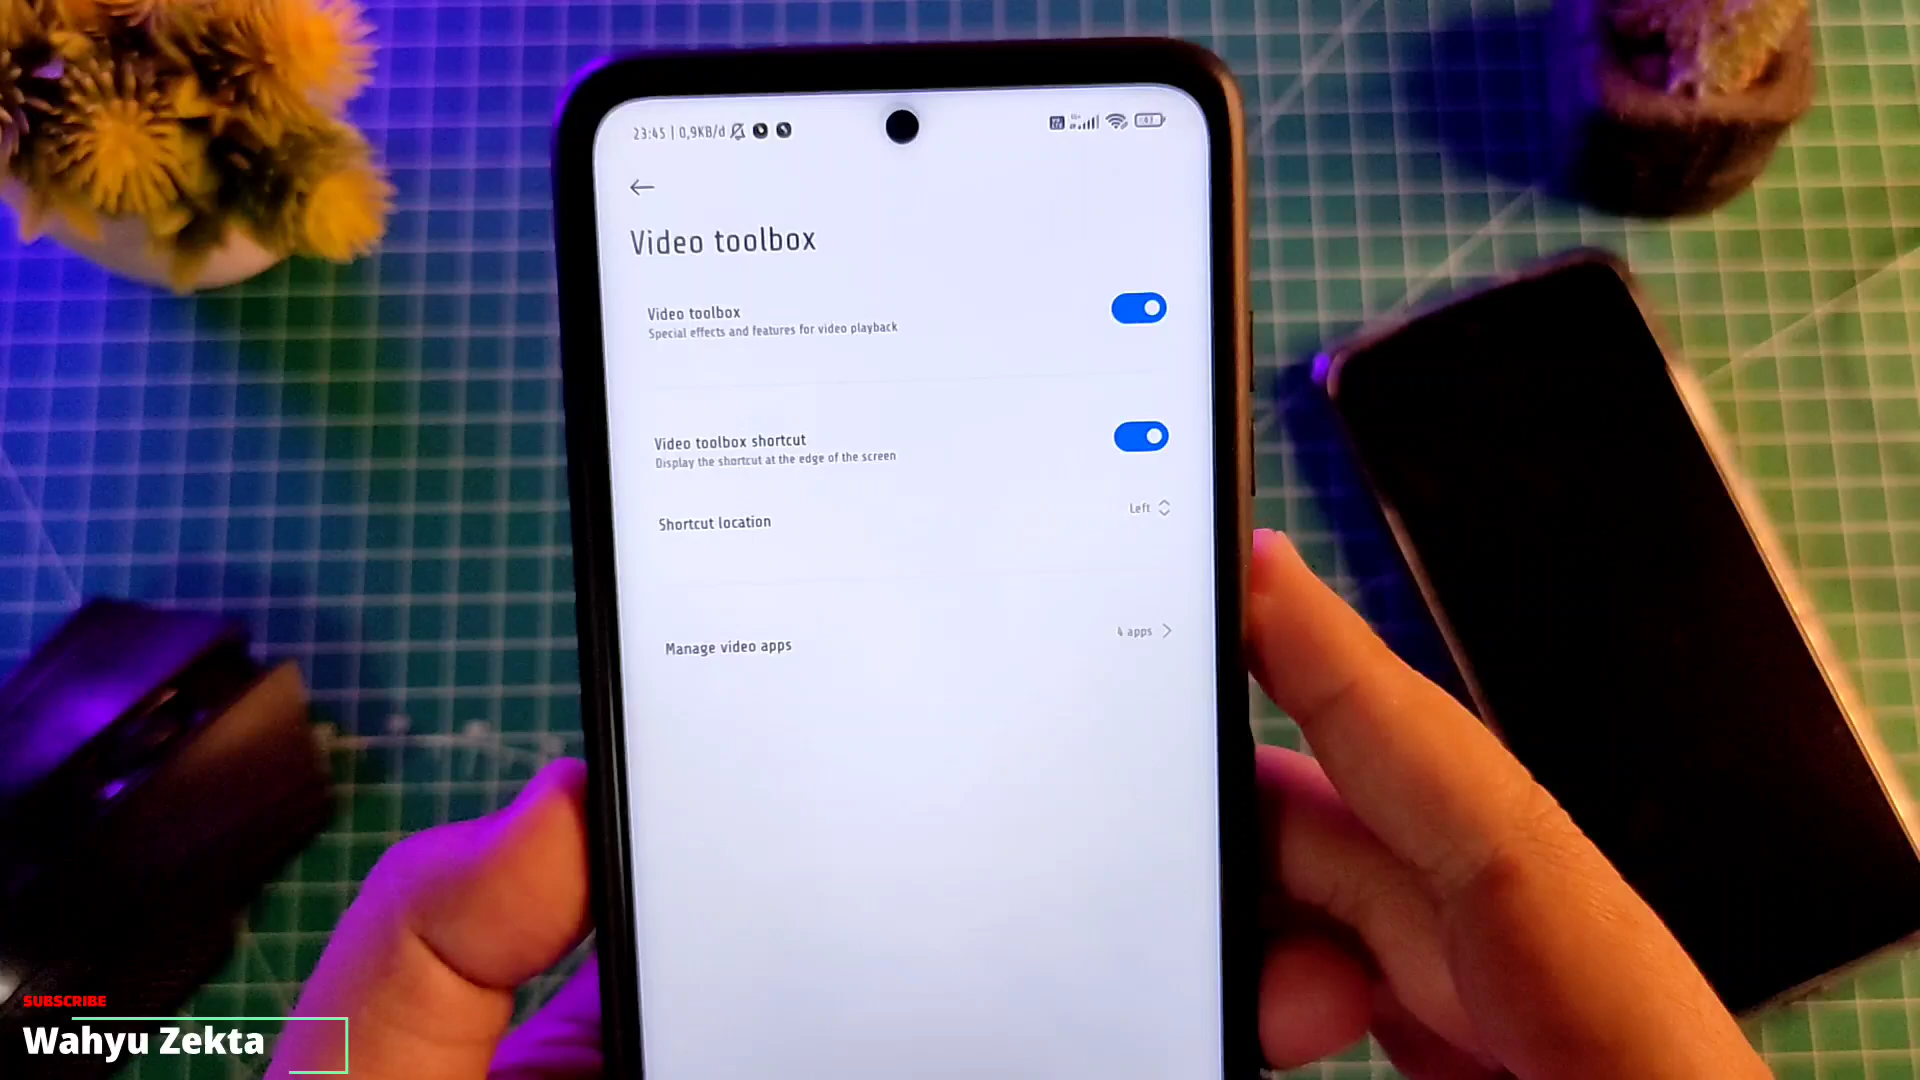 23:45 | 0,9KB/d
Video toolbox
Video toolbox
Special effects and features for video playback
Video toolbox shortcut
Display the shortcut at the edge of the screen
Shortcut location
Left
Manage video apps
4 apps
SUBSCRIBE
Wahyu Zekta